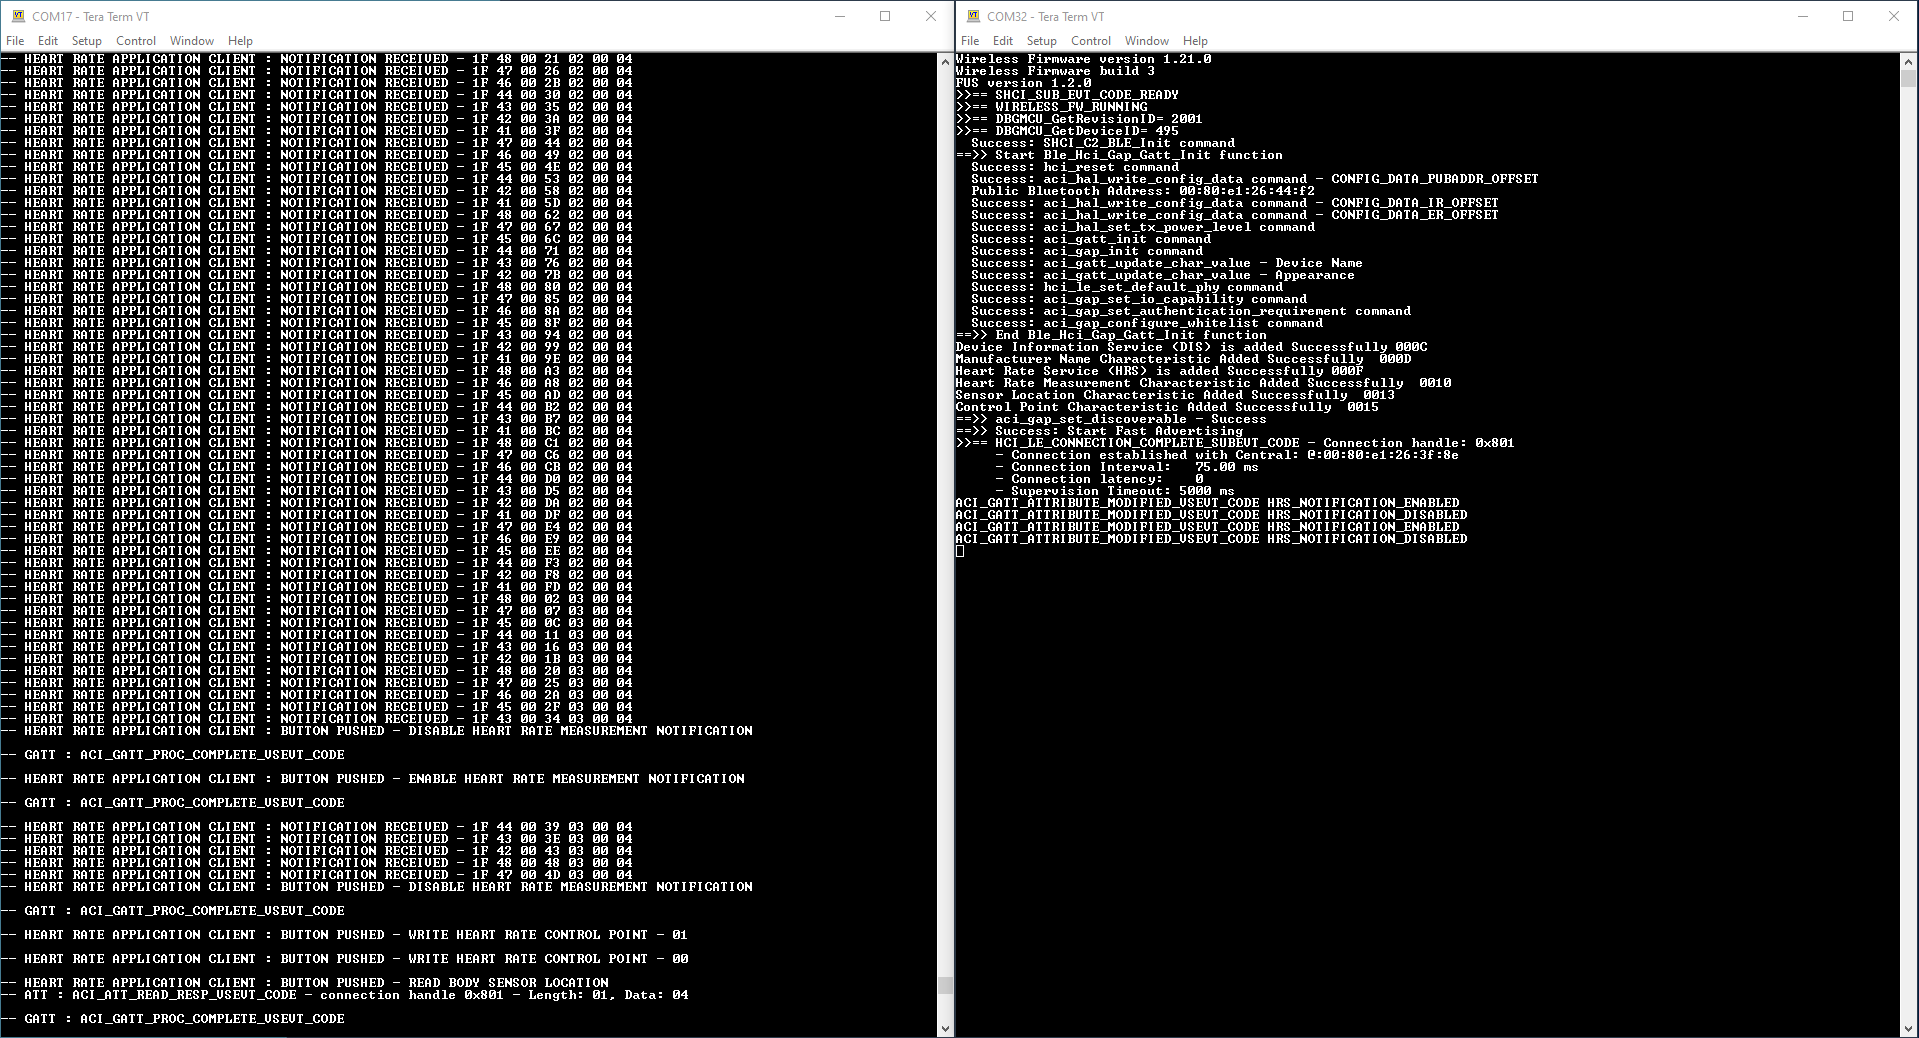 COM17 - Tera Term VT
File Edit Setup Control Window Help
-- HEART RATE APPLICATION CLIENT : NOTIFICATION RECEIVED - 1F 48 00 21 02 00 04
-- HEART RATE APPLICATION CLIENT : NOTIFICATION RECEIVED - 1F 47 00 26 02 00 04
-- HEART RATE APPLICATION CLIENT : NOTIFICATION RECEIVED - 1F 46 00 2B 02 00 04
-- HEART RATE APPLICATION CLIENT : NOTIFICATION RECEIVED - 1F 44 00 30 02 00 04
-- HEART RATE APPLICATION CLIENT : NOTIFICATION RECEIVED - 1F 43 00 35 02 00 04
-- HEART RATE APPLICATION CLIENT : NOTIFICATION RECEIVED - 1F 42 00 3A 02 00 04
-- HEART RATE APPLICATION CLIENT : NOTIFICATION RECEIVED - 1F 41 00 3F 02 00 04
-- HEART RATE APPLICATION CLIENT : NOTIFICATION RECEIVED - 1F 47 00 44 02 00 04
-- HEART RATE APPLICATION CLIENT : NOTIFICATION RECEIVED - 1F 46 00 49 02 00 04
-- HEART RATE APPLICATION CLIENT : NOTIFICATION RECEIVED - 1F 45 00 4E 02 00 04
-- HEART RATE APPLICATION CLIENT : NOTIFICATION RECEIVED - 1F 44 00 53 02 00 04
-- HEART RATE APPLICATION CLIENT : NOTIFICATION RECEIVED - 1F 42 00 58 02 00 04
-- HEART RATE APPLICATION CLIENT : NOTIFICATION RECEIVED - 1F 41 00 5D 02 00 04
-- HEART RATE APPLICATION CLIENT : NOTIFICATION RECEIVED - 1F 48 00 62 02 00 04
-- HEART RATE APPLICATION CLIENT : NOTIFICATION RECEIVED - 1F 47 00 67 02 00 04
-- HEART RATE APPLICATION CLIENT : NOTIFICATION RECEIVED - 1F 45 00 6C 02 00 04
-- HEART RATE APPLICATION CLIENT : NOTIFICATION RECEIVED - 1F 44 00 71 02 00 04
-- HEART RATE APPLICATION CLIENT : NOTIFICATION RECEIVED - 1F 43 00 76 02 00 04
-- HEART RATE APPLICATION CLIENT : NOTIFICATION RECEIVED - 1F 42 00 7B 02 00 04
-- HEART RATE APPLICATION CLIENT : NOTIFICATION RECEIVED - 1F 48 00 80 02 00 04
-- HEART RATE APPLICATION CLIENT : NOTIFICATION RECEIVED - 1F 47 00 85 02 00 04
-- HEART RATE APPLICATION CLIENT : NOTIFICATION RECEIVED - 1F 46 00 8A 02 00 04
-- HEART RATE APPLICATION CLIENT : NOTIFICATION RECEIVED - 1F 45 00 8F 02 00 04
-- HEART RATE APPLICATION CLIENT : NOTIFICATION RECEIVED - 1F 43 00 94 02 00 04
-- HEART RATE APPLICATION CLIENT : NOTIFICATION RECEIVED - 1F 42 00 99 02 00 04
-- HEART RATE APPLICATION CLIENT : NOTIFICATION RECEIVED - 1F 41 00 9E 02 00 04
-- HEART RATE APPLICATION CLIENT : NOTIFICATION RECEIVED - 1F 48 00 A3 02 00 04
-- HEART RATE APPLICATION CLIENT : NOTIFICATION RECEIVED - 1F 46 00 A8 02 00 04
-- HEART RATE APPLICATION CLIENT : NOTIFICATION RECEIVED - 1F 45 00 AD 02 00 04
-- HEART RATE APPLICATION CLIENT : NOTIFICATION RECEIVED - 1F 44 00 B2 02 00 04
-- HEART RATE APPLICATION CLIENT : NOTIFICATION RECEIVED - 1F 43 00 B7 02 00 04
-- HEART RATE APPLICATION CLIENT : NOTIFICATION RECEIVED - 1F 41 00 BC 02 00 04
-- HEART RATE APPLICATION CLIENT : NOTIFICATION RECEIVED - 1F 48 00 C1 02 00 04
-- HEART RATE APPLICATION CLIENT : NOTIFICATION RECEIVED - 1F 47 00 C6 02 00 04
-- HEART RATE APPLICATION CLIENT : NOTIFICATION RECEIVED - 1F 46 00 CB 02 00 04
-- HEART RATE APPLICATION CLIENT : NOTIFICATION RECEIVED - 1F 44 00 D0 02 00 04
-- HEART RATE APPLICATION CLIENT : NOTIFICATION RECEIVED - 1F 43 00 D5 02 00 04
-- HEART RATE APPLICATION CLIENT : NOTIFICATION RECEIVED - 1F 42 00 DA 02 00 04
-- HEART RATE APPLICATION CLIENT : NOTIFICATION RECEIVED - 1F 41 00 DF 02 00 04
-- HEART RATE APPLICATION CLIENT : NOTIFICATION RECEIVED - 1F 47 00 E4 02 00 04
-- HEART RATE APPLICATION CLIENT : NOTIFICATION RECEIVED - 1F 46 00 E9 02 00 04
-- HEART RATE APPLICATION CLIENT : NOTIFICATION RECEIVED - 1F 45 00 EE 02 00 04
-- HEART RATE APPLICATION CLIENT : NOTIFICATION RECEIVED - 1F 44 00 F3 02 00 04
-- HEART RATE APPLICATION CLIENT : NOTIFICATION RECEIVED - 1F 42 00 F8 02 00 04
-- HEART RATE APPLICATION CLIENT : NOTIFICATION RECEIVED - 1F 41 00 FD 02 00 04
-- HEART RATE APPLICATION CLIENT : NOTIFICATION RECEIVED - 1F 48 00 02 03 00 04
-- HEART RATE APPLICATION CLIENT : NOTIFICATION RECEIVED - 1F 47 00 07 03 00 04
-- HEART RATE APPLICATION CLIENT : NOTIFICATION RECEIVED - 1F 45 00 0C 03 00 04
-- HEART RATE APPLICATION CLIENT : NOTIFICATION RECEIVED - 1F 44 00 11 03 00 04
-- HEART RATE APPLICATION CLIENT : NOTIFICATION RECEIVED - 1F 43 00 16 03 00 04
-- HEART RATE APPLICATION CLIENT : NOTIFICATION RECEIVED - 1F 42 00 1B 03 00 04
-- HEART RATE APPLICATION CLIENT : NOTIFICATION RECEIVED - 1F 48 00 20 03 00 04
-- HEART RATE APPLICATION CLIENT : NOTIFICATION RECEIVED - 1F 47 00 25 03 00 04
-- HEART RATE APPLICATION CLIENT : NOTIFICATION RECEIVED - 1F 46 00 2A 03 00 04
-- HEART RATE APPLICATION CLIENT : NOTIFICATION RECEIVED - 1F 45 00 2F 03 00 04
-- HEART RATE APPLICATION CLIENT : NOTIFICATION RECEIVED - 1F 43 00 34 03 00 04
-- HEART RATE APPLICATION CLIENT : BUTTON PUSHED - DISABLE HEART RATE MEASUREMENT NOTIFICATION
-- GATT : ACI_GATT_PROC_COMPLETE_VSEVT_CODE
-- HEART RATE APPLICATION CLIENT : BUTTON PUSHED - ENABLE HEART RATE MEASUREMENT NOTIFICATION
-- GATT : ACI_GATT_PROC_COMPLETE_VSEVT_CODE
-- HEART RATE APPLICATION CLIENT : NOTIFICATION RECEIVED - 1F 44 00 39 03 00 04
-- HEART RATE APPLICATION CLIENT : NOTIFICATION RECEIVED - 1F 43 00 3E 03 00 04
-- HEART RATE APPLICATION CLIENT : NOTIFICATION RECEIVED - 1F 42 00 43 03 00 04
-- HEART RATE APPLICATION CLIENT : NOTIFICATION RECEIVED - 1F 48 00 48 03 00 04
-- HEART RATE APPLICATION CLIENT : NOTIFICATION RECEIVED - 1F 47 00 4D 03 00 04
-- HEART RATE APPLICATION CLIENT : BUTTON PUSHED - DISABLE HEART RATE MEASUREMENT NOTIFICATION
-- GATT : ACI_GATT_PROC_COMPLETE_VSEVT_CODE
-- HEART RATE APPLICATION CLIENT : BUTTON PUSHED - WRITE HEART RATE CONTROL POINT - 01
-- HEART RATE APPLICATION CLIENT : BUTTON PUSHED - WRITE HEART RATE CONTROL POINT - 00
-- HEART RATE APPLICATION CLIENT : BUTTON PUSHED - READ BODY SENSOR LOCATION
-- ATT : ACI_ATT_READ_RESP_VSEVT_CODE - connection handle 0x801 - Length: 01, Data: 04
-- GATT : ACI_GATT_PROC_COMPLETE_VSEVT_CODE
COM32 - Tera Term VT
File Edit Setup Control Window Help
Wireless Firmware version 1.21.0
Wireless Firmware build 3
FUS version 1.2.0
>>== SHCI_SUB_EVT_CODE_READY
>>== WIRELESS_FW_RUNNING
>>== DBGMCU_GetRevisionID= 2001
>>== DBGMCU_GetDeviceID= 495
Success: SHCI_C2_BLE_Init command
==>> Start Ble_Hci_Gap_Gatt_Init function
Success: hci_reset command
Success: aci_hal_write_config_data command - CONFIG_DATA_PUBADDR_OFFSET
Public Bluetooth Address: 00:80:e1:26:44:f2
Success: aci_hal_write_config_data command - CONFIG_DATA_IR_OFFSET
Success: aci_hal_write_config_data command - CONFIG_DATA_ER_OFFSET
Success: aci_hal_set_tx_power_level command
Success: aci_gatt_init command
Success: aci_gap_init command
Success: aci_gatt_update_char_value - Device Name
Success: aci_gatt_update_char_value - Appearance
Success: hci_le_set_default_phy command
Success: aci_gap_set_io_capability command
Success: aci_gap_set_authentication_requirement command
Success: aci_gap_configure_whitelist command
==>> End Ble_Hci_Gap_Gatt_Init function
Device Information Service (DIS) is added Successfully 000C
Manufacturer Name Characteristic Added Successfully  000D
Heart Rate Service (HRS) is added Successfully 000F
Heart Rate Measurement Characteristic Added Successfully  0010
Sensor Location Characteristic Added Successfully  0013
Control Point Characteristic Added Successfully  0015
==>> aci_gap_set_discoverable - Success
==>> Success: Start Fast Advertising
>>== HCI_LE_CONNECTION_COMPLETE_SUBEVT_CODE - Connection handle: 0x801
- Connection established with Central: @:00:80:e1:26:3f:8e
- Connection Interval:   75.00 ms
- Connection latency:    0
- Supervision Timeout: 5000 ms
ACI_GATT_ATTRIBUTE_MODIFIED_VSEVT_CODE HRS_NOTIFICATION_ENABLED
ACI_GATT_ATTRIBUTE_MODIFIED_VSEVT_CODE HRS_NOTIFICATION_DISABLED
ACI_GATT_ATTRIBUTE_MODIFIED_VSEVT_CODE HRS_NOTIFICATION_ENABLED
ACI_GATT_ATTRIBUTE_MODIFIED_VSEVT_CODE HRS_NOTIFICATION_DISABLED